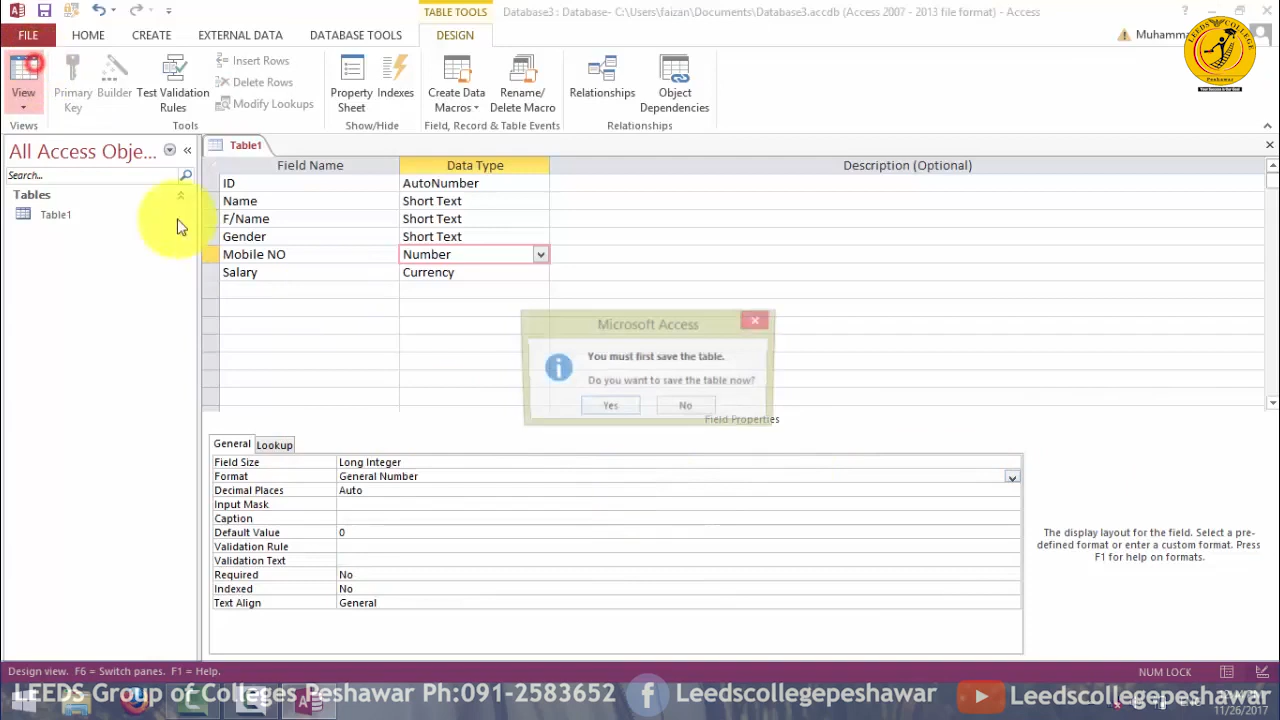 TABLE TOOLS
Database3 : Database- C:\Users\faizan\Documents\Database3.accdb (Access 2007 - 2013 file format) - Access
FILE
HOME
CREATE
EXTERNAL DATA
DATABASE TOOLS
DESIGN
Muhamma
LEEDS COLLEGE
Peshawar
View
Primary Key
Builder
Test Validation Rules
Insert Rows
Delete Rows
Modify Lookups
Property Sheet
Indexes
Create Data Macros
Rename/ Delete Macro
Relationships
Object Dependencies
Views
Tools
Show/Hide
Field, Record & Table Events
Relationships
All Access Obje...
Search...
Tables
Table1
Table1
Field Name Data Type Description (Optional)
ID AutoNumber
Name Short Text
F/Name Short Text
Gender Short Text
Mobile NO Number
Salary Currency
Microsoft Access
You must first save the table.
Do you want to save the table now?
Yes No
Field Properties
General Lookup
Field Size Long Integer
Format General Number
Decimal Places Auto
Input Mask
Caption
Default Value 0
Validation Rule
Validation Text
Required No
Indexed No
Text Align General
The display layout for the field. Select a pre-
defined format or enter a custom format. Press
F1 for help on formats.
Design view. F6 = Switch panes. F1 = Help.
NUM LOCK
LEEDS Group of Colleges Peshawar Ph:091-2583652 Leedscollegepeshawar Leedscollegepeshawar
ENG
11/26/2017